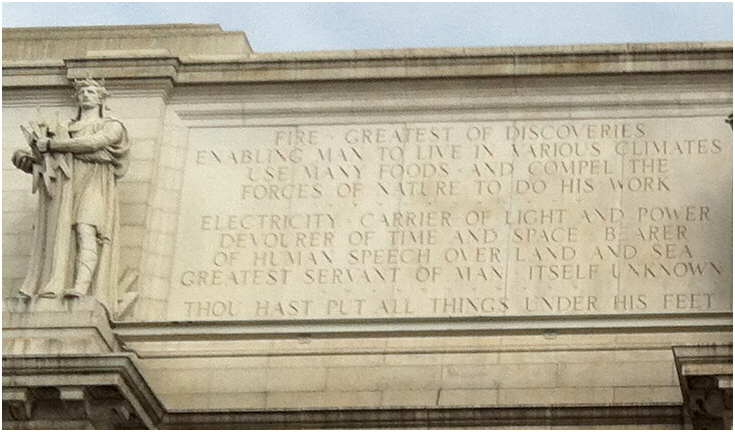 FIRE · GREATEST OF DISCOVERIES
ENABLING MAN TO LIVE IN VARIOUS CLIMATES
USE MANY FOODS · AND COMPEL THE
FORCES OF NATURE TO DO HIS WORK
ELECTRICITY · CARRIER OF LIGHT AND POWER
DEVOURER OF TIME AND SPACE BEARER
OF HUMAN SPEECH OVER LAND AND SEA
GREATEST SERVANT OF MAN ITSELF UNKNOWN
THOU HAST PUT ALL THINGS UNDER HIS FEET